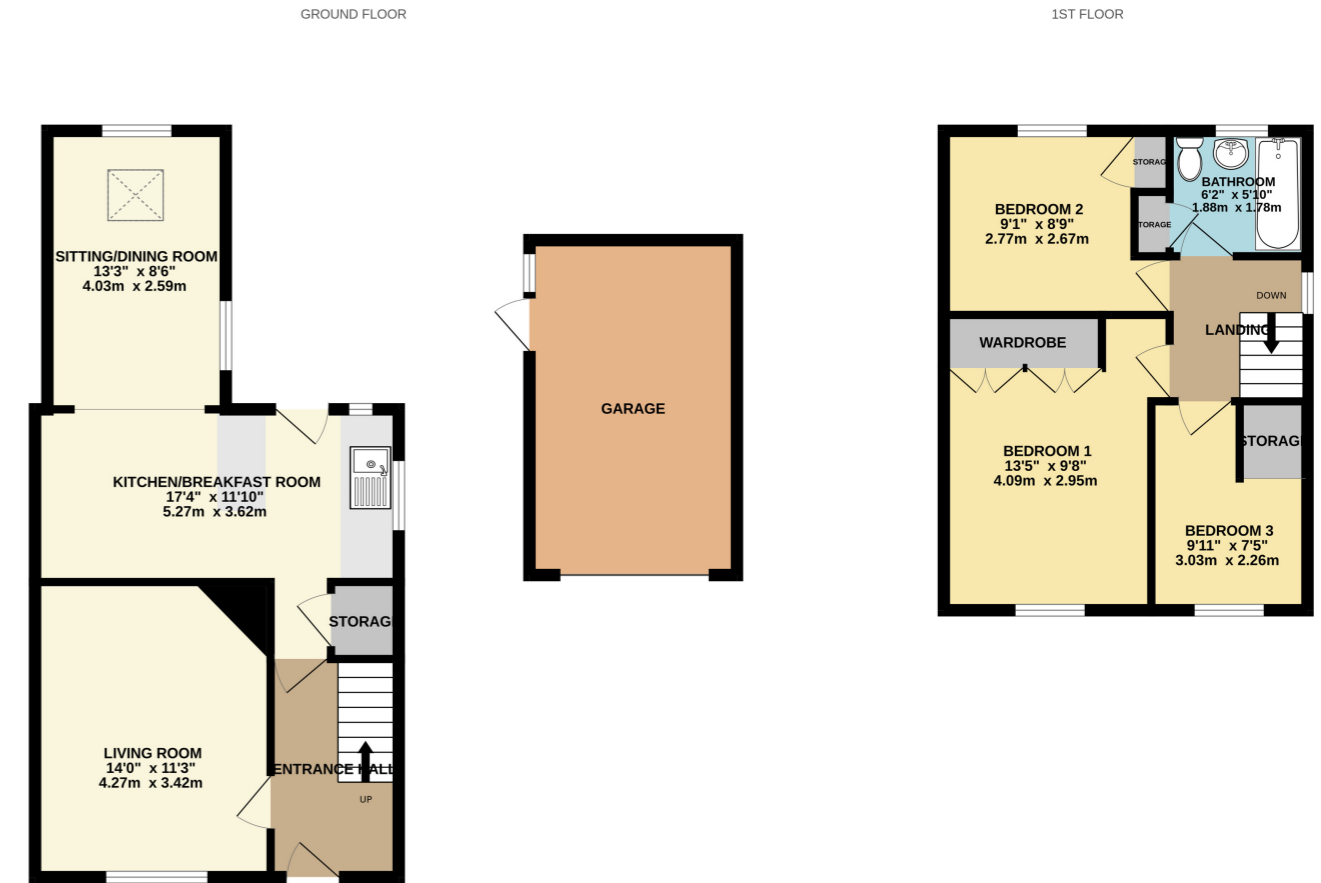 GROUND FLOOR
1ST FLOOR
SITTING/DINING ROOM
13'3" x 8'6"
4.03m x 2.59m
KITCHEN/BREAKFAST ROOM
17'4" x 11'10"
5.27m x 3.62m
STORAG
LIVING ROOM
14'0" x 11'3"
4.27m x 3.42m
ENTRANCE HALL
UP
GARAGE
BEDROOM 2
9'1" x 8'9"
2.77m x 2.67m
STORAG
TORAGE
BATHROOM
6'2" x 5'10"
1.88m x 1.78m
DOWN
LANDING
WARDROBE
BEDROOM 1
13'5" x 9'8"
4.09m x 2.95m
STORAG
BEDROOM 3
9'11" x 7'5"
3.03m x 2.26m